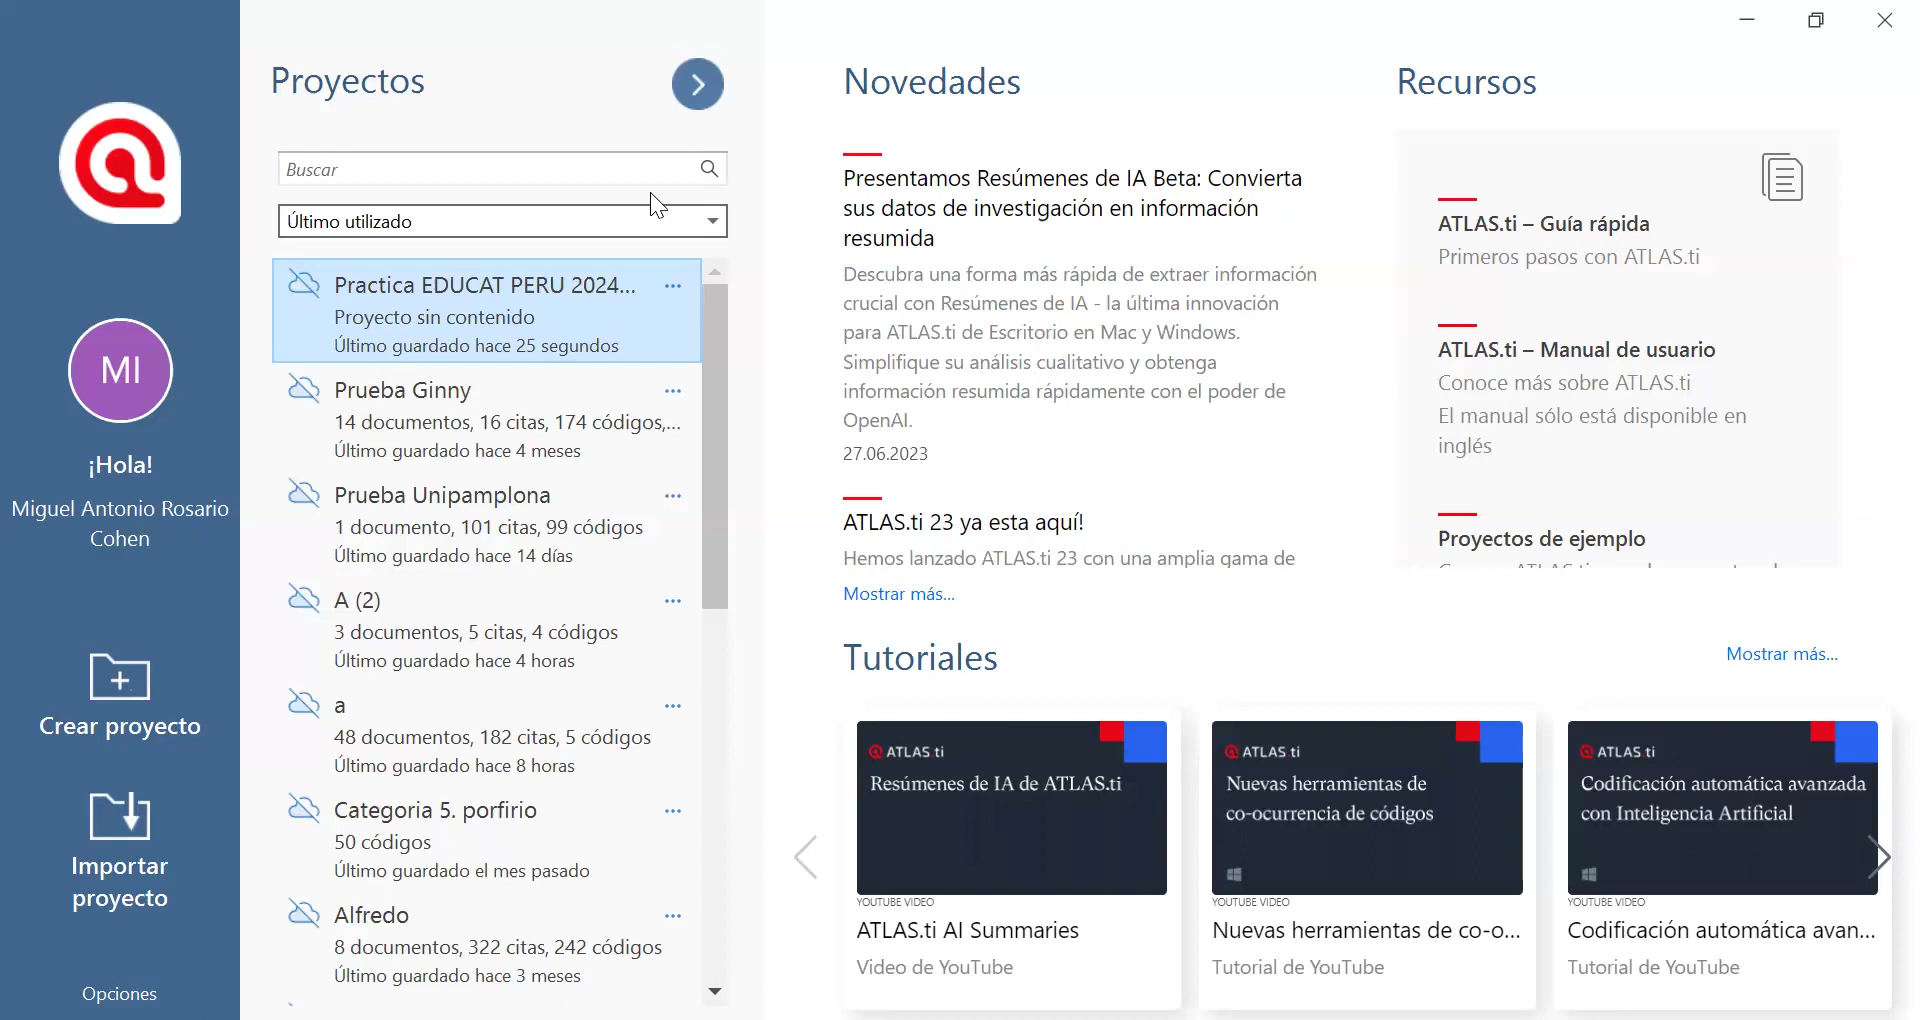 MI
¡Hola!
Miguel Antonio Rosario
Cohen
Crear proyecto
Importar
proyecto
Opciones
Proyectos
Buscar
Último utilizado
Practica EDUCAT PERU 2024...
Proyecto sin contenido
Último guardado hace 25 segundos
Prueba Ginny
14 documentos, 16 citas, 174 códigos,...
Último guardado hace 4 meses
Prueba Unipamplona
1 documento, 101 citas, 99 códigos
Último guardado hace 14 días
A (2)
3 documentos, 5 citas, 4 códigos
Último guardado hace 4 horas
a
48 documentos, 182 citas, 5 códigos
Último guardado hace 8 horas
Categoria 5. porfirio
50 códigos
Último guardado el mes pasado
Alfredo
8 documentos, 322 citas, 242 códigos
Último guardado hace 3 meses
Novedades
Presentamos Resúmenes de IA Beta: Convierta
sus datos de investigación en información
resumida
Descubra una forma más rápida de extraer información
crucial con Resúmenes de IA - la última innovación
para ATLAS.ti de Escritorio en Mac y Windows.
Simplifique su análisis cualitativo y obtenga
información resumida rápidamente con el poder de
OpenAI.
27.06.2023
ATLAS.ti 23 ya esta aquí!
Hemos lanzado ATLAS.ti 23 con una amplia gama de
Mostrar más...
Recursos
ATLAS.ti – Guía rápida
Primeros pasos con ATLAS.ti
ATLAS.ti – Manual de usuario
Conoce más sobre ATLAS.ti
El manual sólo está disponible en
inglés
Proyectos de ejemplo
Tutoriales
Mostrar más...
ATLAS.ti
Resúmenes de IA de ATLAS.ti
YOUTUBE VIDEO
ATLAS.ti AI Summaries
Video de YouTube
ATLAS.ti
Nuevas herramientas de
co-ocurrencia de códigos
YOUTUBE VIDEO
Nuevas herramientas de co-o...
Tutorial de YouTube
ATLAS.ti
Codificación automática avanzada
con Inteligencia Artificial
YOUTUBE VIDEO
Codificación automática avan...
Tutorial de YouTube